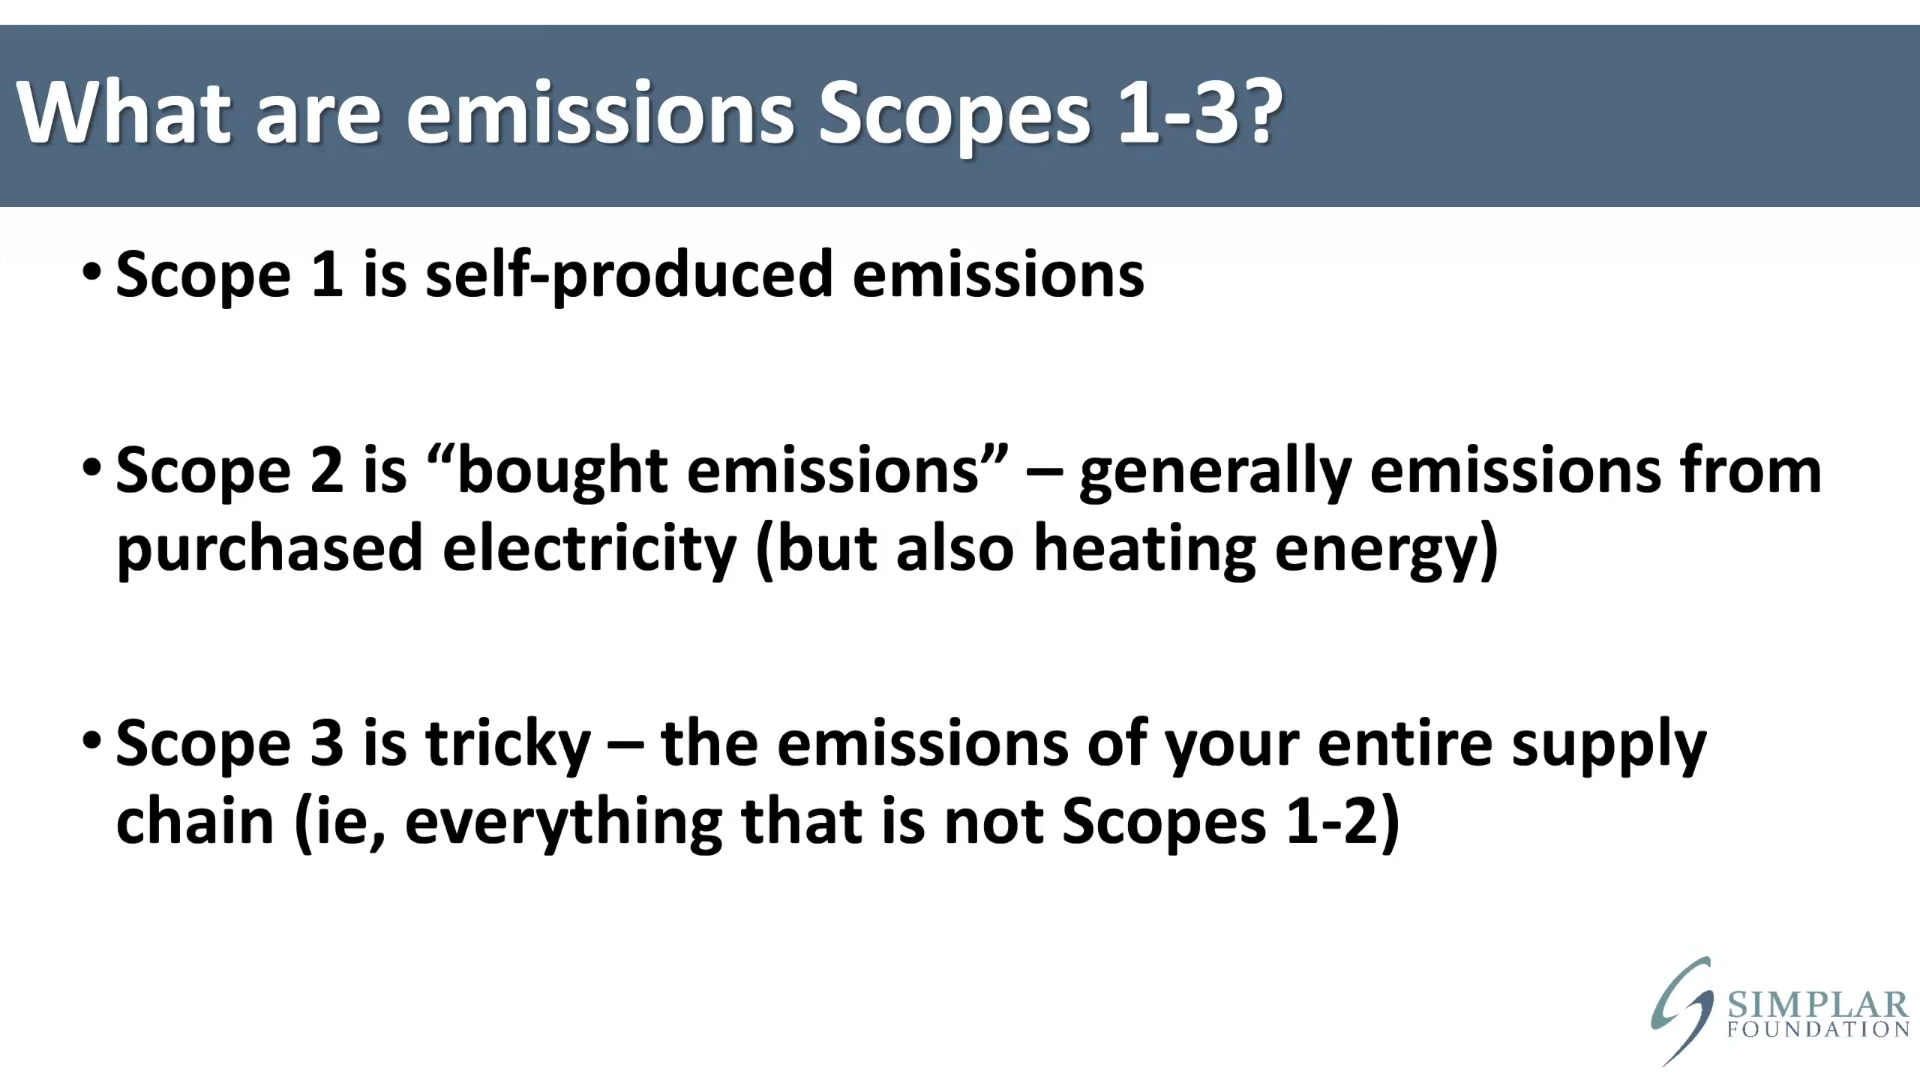 What are emissions Scopes 1-3?
• Scope 1 is self-produced emissions
• Scope 2 is “bought emissions” – generally emissions from
purchased electricity (but also heating energy)
• Scope 3 is tricky – the emissions of your entire supply
chain (ie, everything that is not Scopes 1-2)
SIMPLAR
FOUNDATION